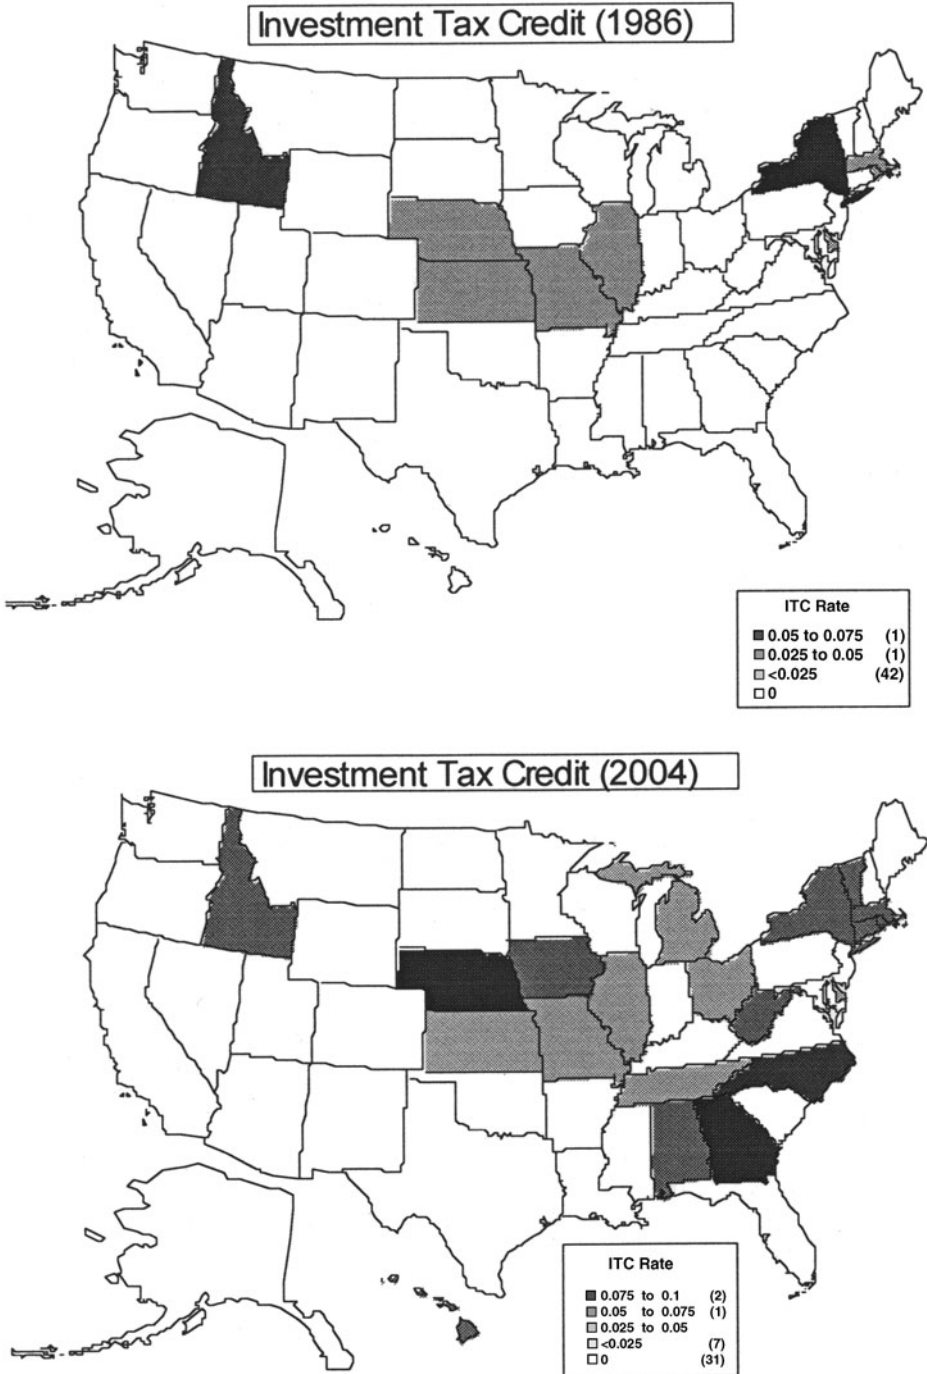 Investment Tax Credit (1986)
ITC Rate
0.05 to 0.075 (1)
0.025 to 0.05 (1)
<0.025 (42)
0
Investment Tax Credit (2004)
ITC Rate
0.075 to 0.1 (2)
0.05 to 0.075 (1)
0.025 to 0.05
<0.025 (7)
0 (31)